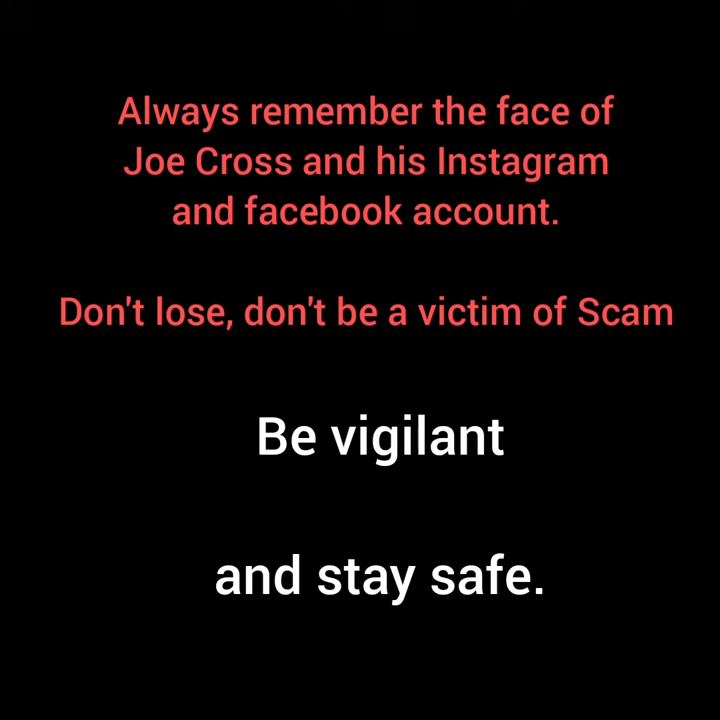 Always remember the face of
Joe Cross and his Instagram
and facebook account.
Don't lose, don't be a victim of Scam
Be vigilant
and stay safe.